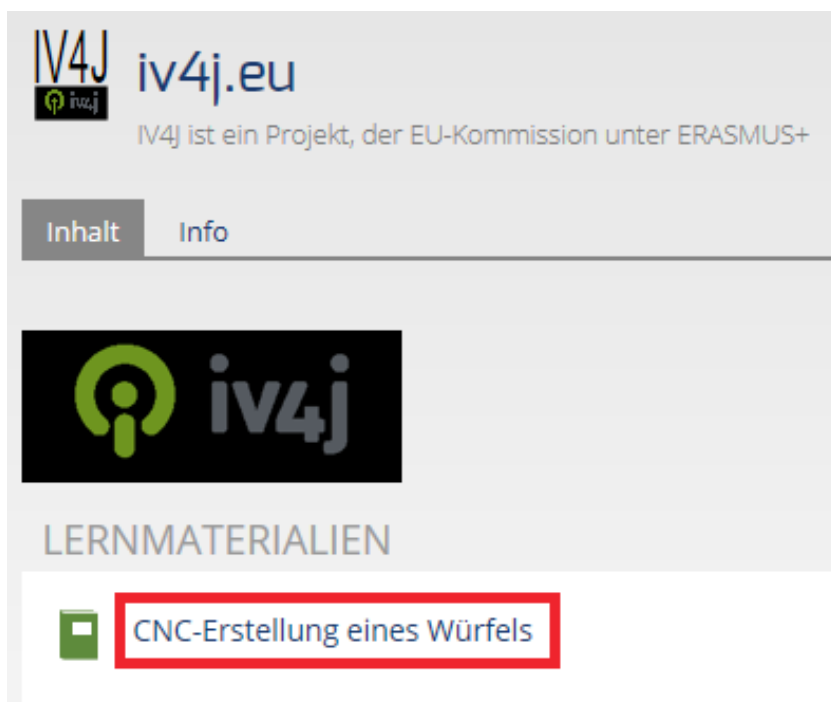 IV4J
iv4j
iv4j.eu
IV4J ist ein Projekt, der EU-Kommission unter ERASMUS+
Inhalt Info
iv4j
LERNMATERIALIEN
CNC-Erstellung eines Würfels